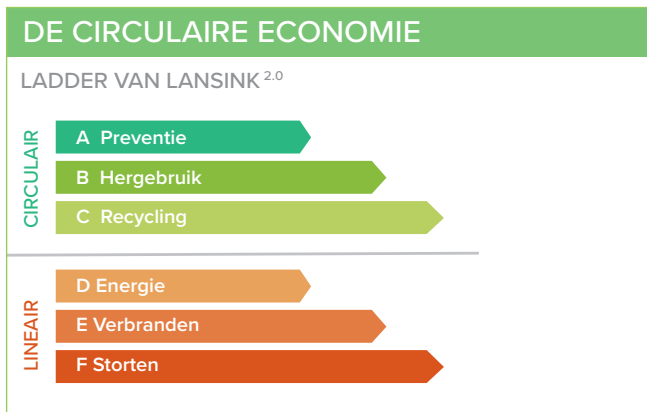 DE CIRCULAIRE ECONOMIE
LADDER VAN LANSINK 2.0
CIRCULAIR
A Preventie
B Hergebruik
C Recycling
LINEAIR
D Energie
E Verbranden
F Storten